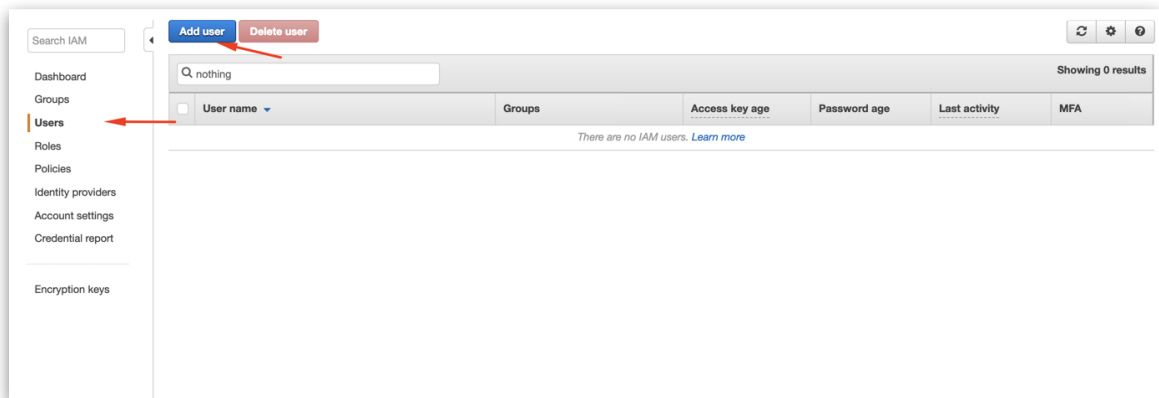 Search IAM
Add user
Delete user
Dashboard
Groups
Users
Roles
Policies
Identity providers
Account settings
Credential report
Encryption keys
nothing
Showing 0 results
User name
Groups
Access key age
Password age
Last activity
MFA
There are no IAM users. Learn more